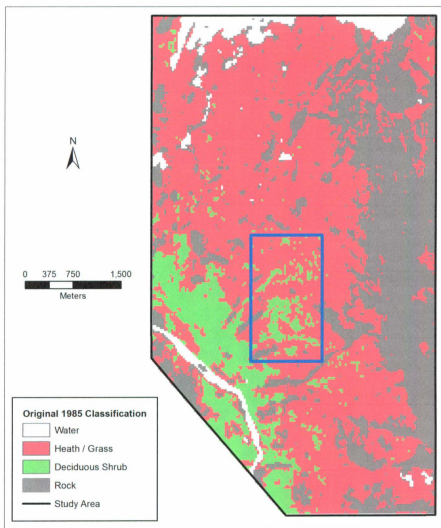 N
0 375 750 1,500
Meters
Original 1985 Classification
Water
Heath / Grass
Deciduous Shrub
Rock
Study Area